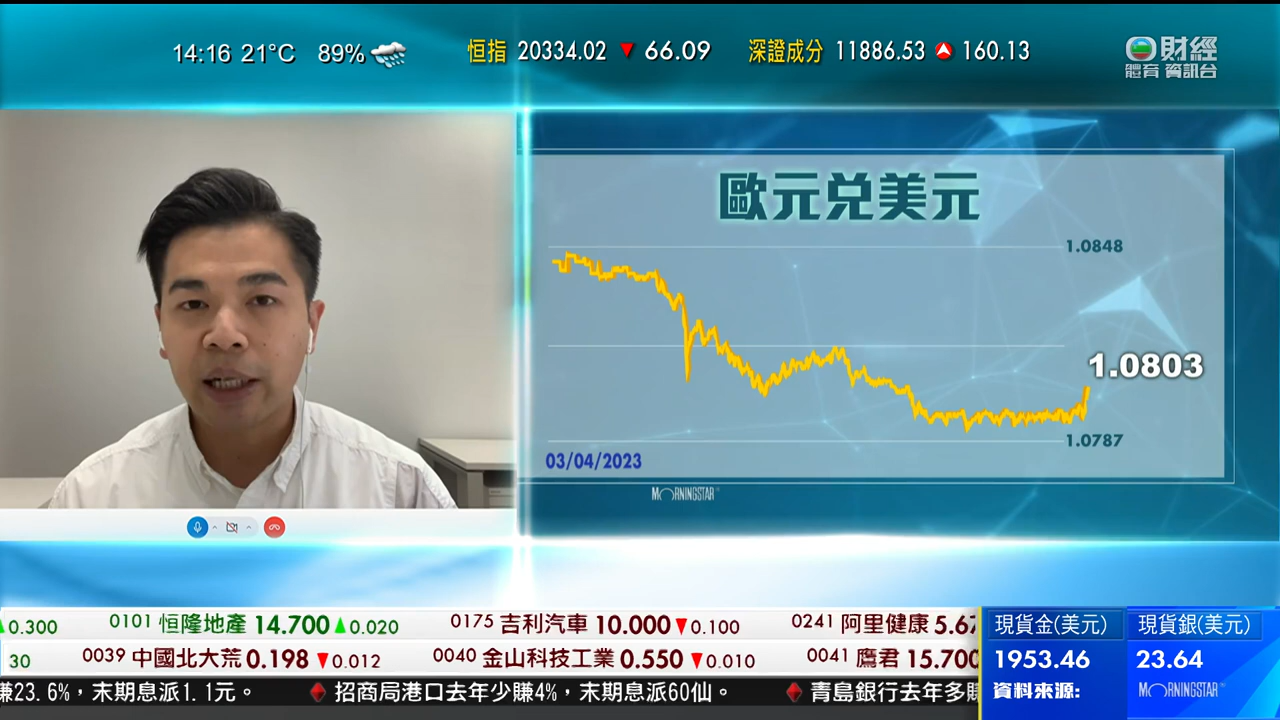 14:16 21°C 89%
恒指 20334.02 ▼ 66.09 深證成分 11886.53 ▲ 160.13
財經
體育 資訊台
歐元兌美元
1.0848
1.0803
1.0787
03/04/2023
MORNINGSTAR
▲0.300 0101 恒隆地產 14.700 ▲0.020 0175 吉利汽車 10.000 ▼0.100 0241 阿里健康 5.67
30 0039 中國北大荒 0.198 ▼0.012 0040 金山科技工業 0.550 ▼0.010 0041 鷹君 15.700
賺23.6%，末期息派1.1元。 ♦ 招商局港口去年少賺4%，末期息派60仙。 ♦ 青島銀行去年多賺
現貨金(美元) 現貨銀(美元)
1953.46 23.64
資料來源: MORNINGSTAR